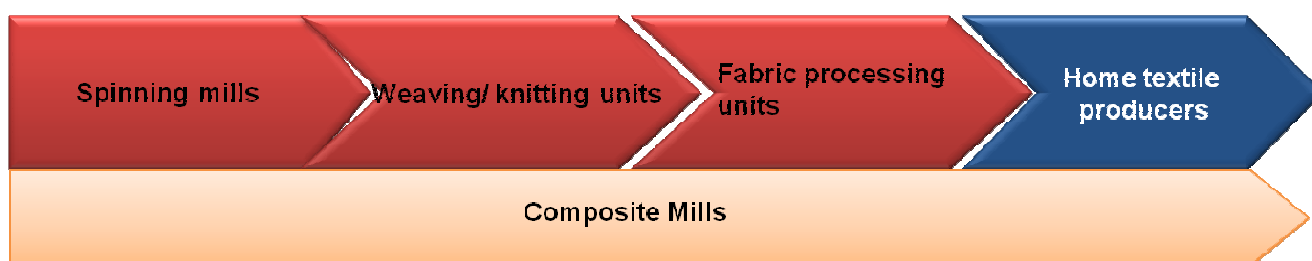 Spinning mills
Weaving/ knitting units
Fabric processing
units
Home textile
producers
Composite Mills